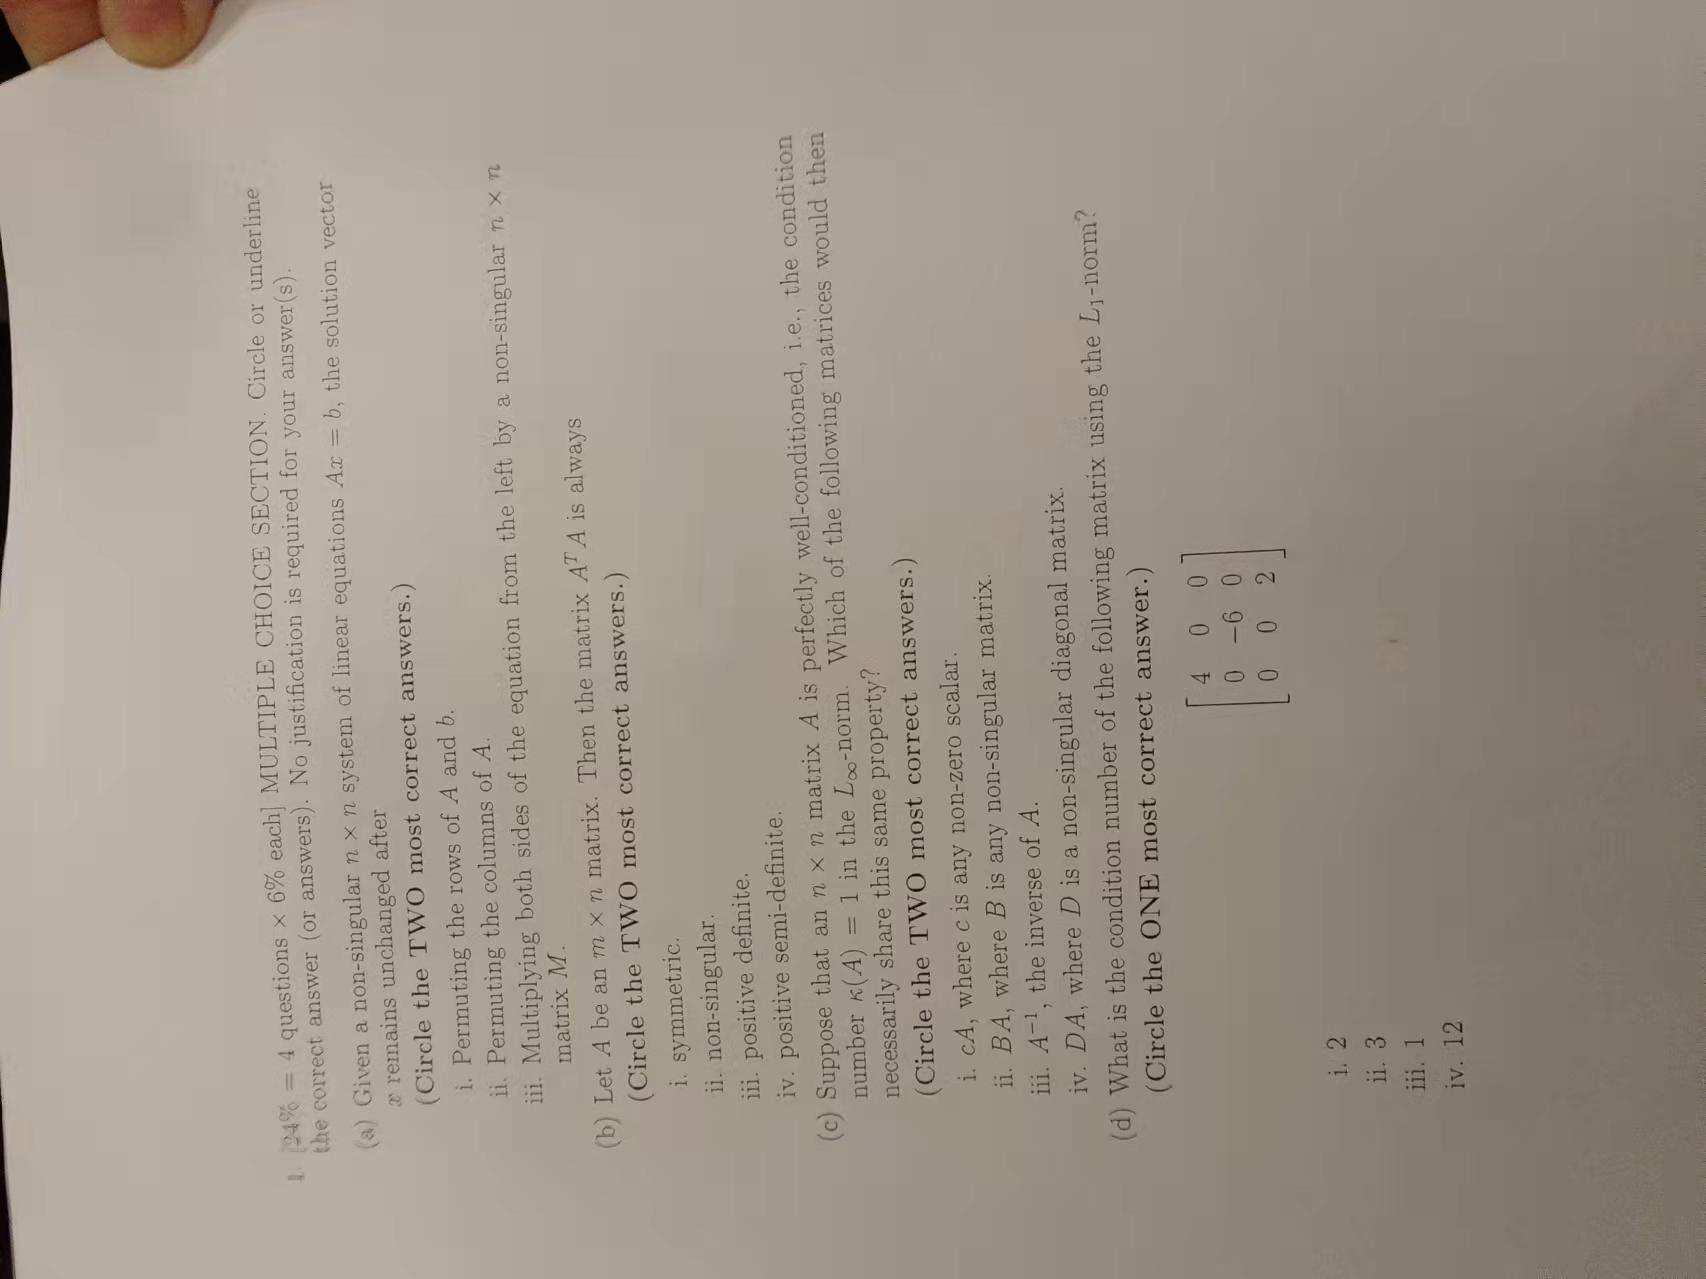 1. [24% = 4 questions × 6% each] MULTIPLE CHOICE SECTION. Circle or underline
the correct answer (or answers). No justification is required for your answer(s).
(a) Given a non-singular n × n system of linear equations Ax = b, the solution vector
x remains unchanged after
(Circle the TWO most correct answers.)
i. Permuting the rows of A and b.
ii. Permuting the columns of A.
iii. Multiplying both sides of the equation from the left by a non-singular n × n
matrix M.
(b) Let A be an m × n matrix. Then the matrix AᵀA is always
(Circle the TWO most correct answers.)
i. symmetric.
ii. non-singular.
iii. positive definite.
iv. positive semi-definite.
(c) Suppose that an n × n matrix A is perfectly well-conditioned, i.e., the condition
number κ(A) = 1 in the L∞-norm. Which of the following matrices would then
necessarily share this same property?
(Circle the TWO most correct answers.)
i. cA, where c is any non-zero scalar.
ii. BA, where B is any non-singular matrix.
iii. A⁻¹, the inverse of A.
iv. DA, where D is a non-singular diagonal matrix.
(d) What is the condition number of the following matrix using the L₁-norm?
(Circle the ONE most correct answer.)
4 0 0
0 −6 0
0 0 2
i. 2
ii. 3
iii. 1
iv. 12